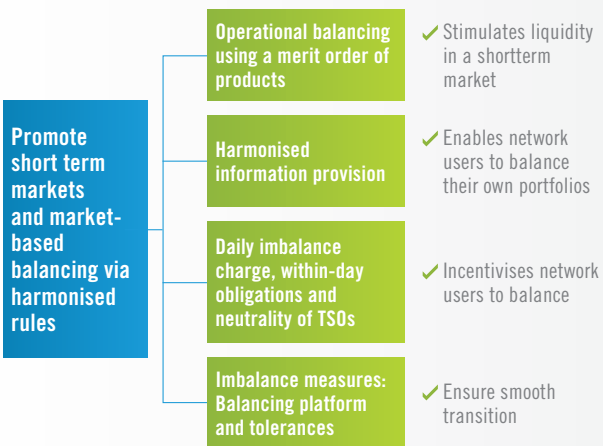 Promote
short term
markets
and market-
based
balancing via
harmonised
rules
Operational balancing
using a merit order of
products
Stimulates liquidity
in a shortterm
market
Harmonised
information provision
Enables network
users to balance
their own portfolios
Daily imbalance
charge, within-day
obligations and
neutrality of TSOs
Incentivises network
users to balance
Imbalance measures:
Balancing platform
and tolerances
Ensure smooth
transition